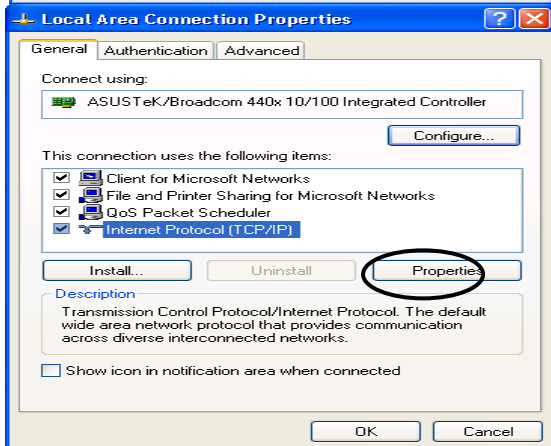 Local Area Connection Properties
General Authentication Advanced
Connect using:
ASUSTeK/Broadcom 440x 10/100 Integrated Controller
Configure...
This connection uses the following items:
Client for Microsoft Networks
File and Printer Sharing for Microsoft Networks
QoS Packet Scheduler
Internet Protocol (TCP/IP)
Install... Uninstall Properties
Description
Transmission Control Protocol/Internet Protocol. The default
wide area network protocol that provides communication
across diverse interconnected networks.
Show icon in notification area when connected
OK Cancel